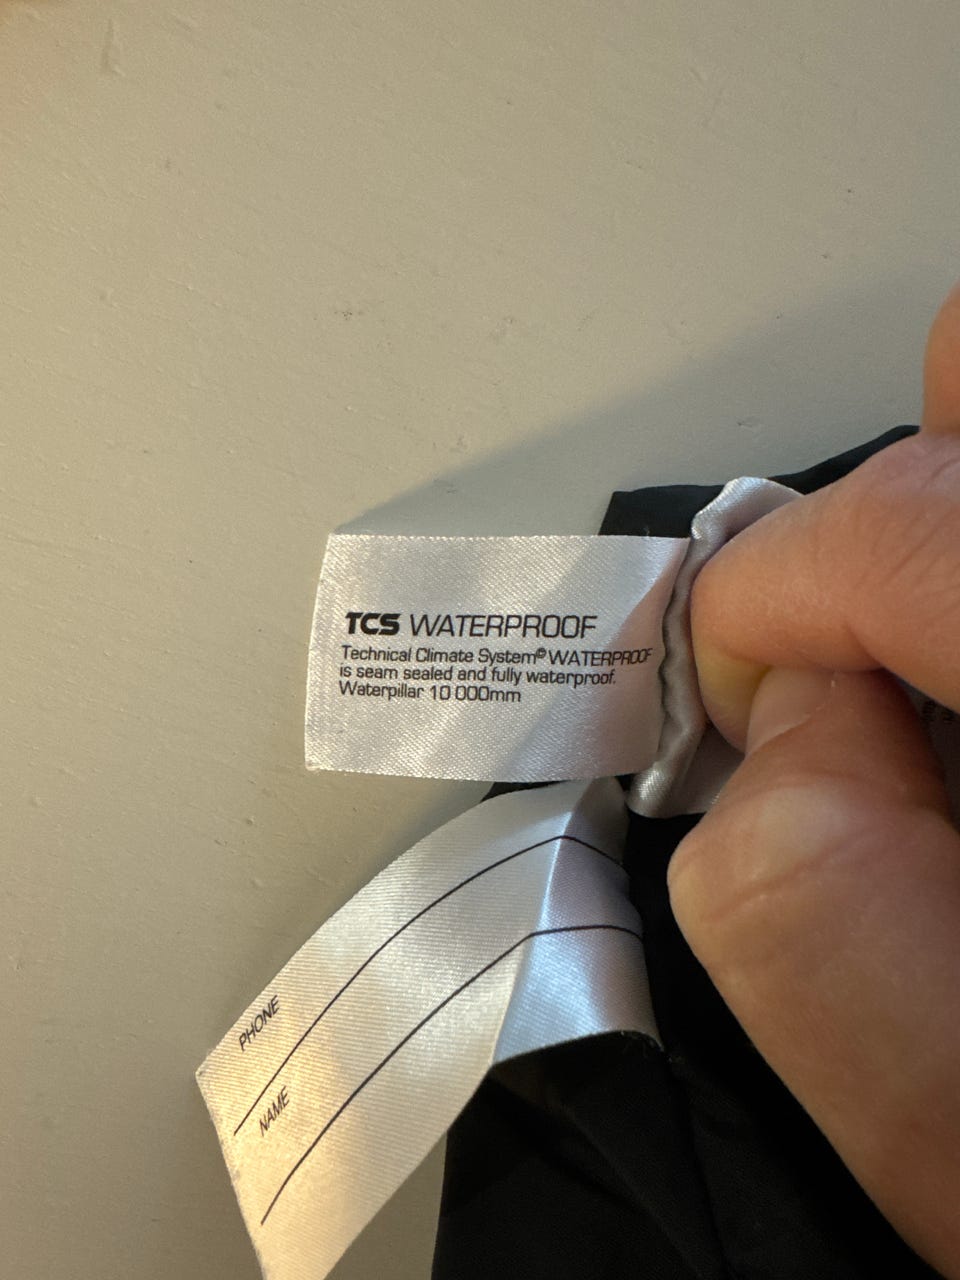 TCS WATERPROOF
Technical Climate System© WATERPROOF
is seam sealed and fully waterproof.
Waterpillar 10 000mm
PHONE
NAME